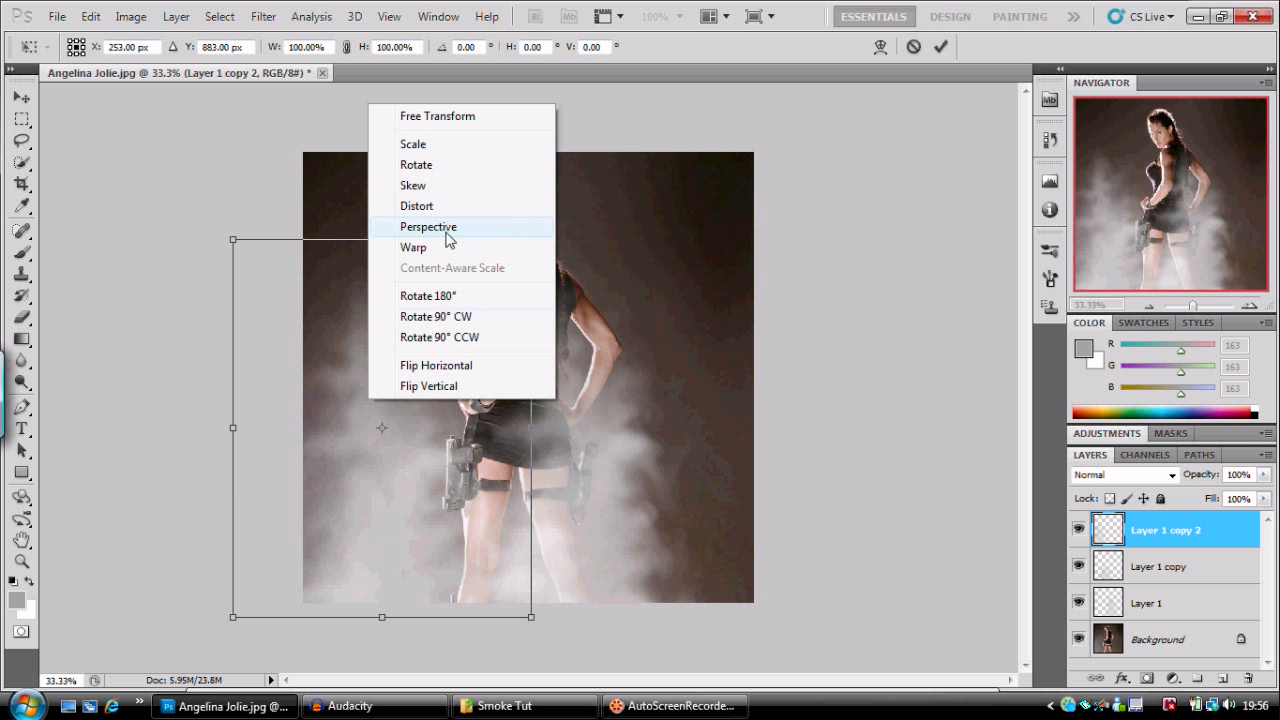 Ps File Edit Image Layer Select Filter Analysis 3D View Window Help Br Mb 100% ESSENTIALS DESIGN PAINTING CS Live
X: 253.00 px Y: 883.00 px W: 100.00% H: 100.00% 0.00 ° H: 0.00 ° V: 0.00 °
Angelina Jolie.jpg @ 33.3% (Layer 1 copy 2, RGB/8#) *
Free Transform
Scale
Rotate
Skew
Distort
Perspective
Warp
Content-Aware Scale
Rotate 180°
Rotate 90° CW
Rotate 90° CCW
Flip Horizontal
Flip Vertical
Mb
NAVIGATOR
33.33%
COLOR SWATCHES STYLES
R 163
G 163
B 163
ADJUSTMENTS MASKS
LAYERS CHANNELS PATHS
Normal Opacity: 100%
Lock: Fill: 100%
Layer 1 copy 2
Layer 1 copy
Layer 1
Background
33.33% Doc: 5.95M/23.8M
Angelina Jolie.jpg @... Audacity Smoke Tut AutoScreenRecorde... 19:56